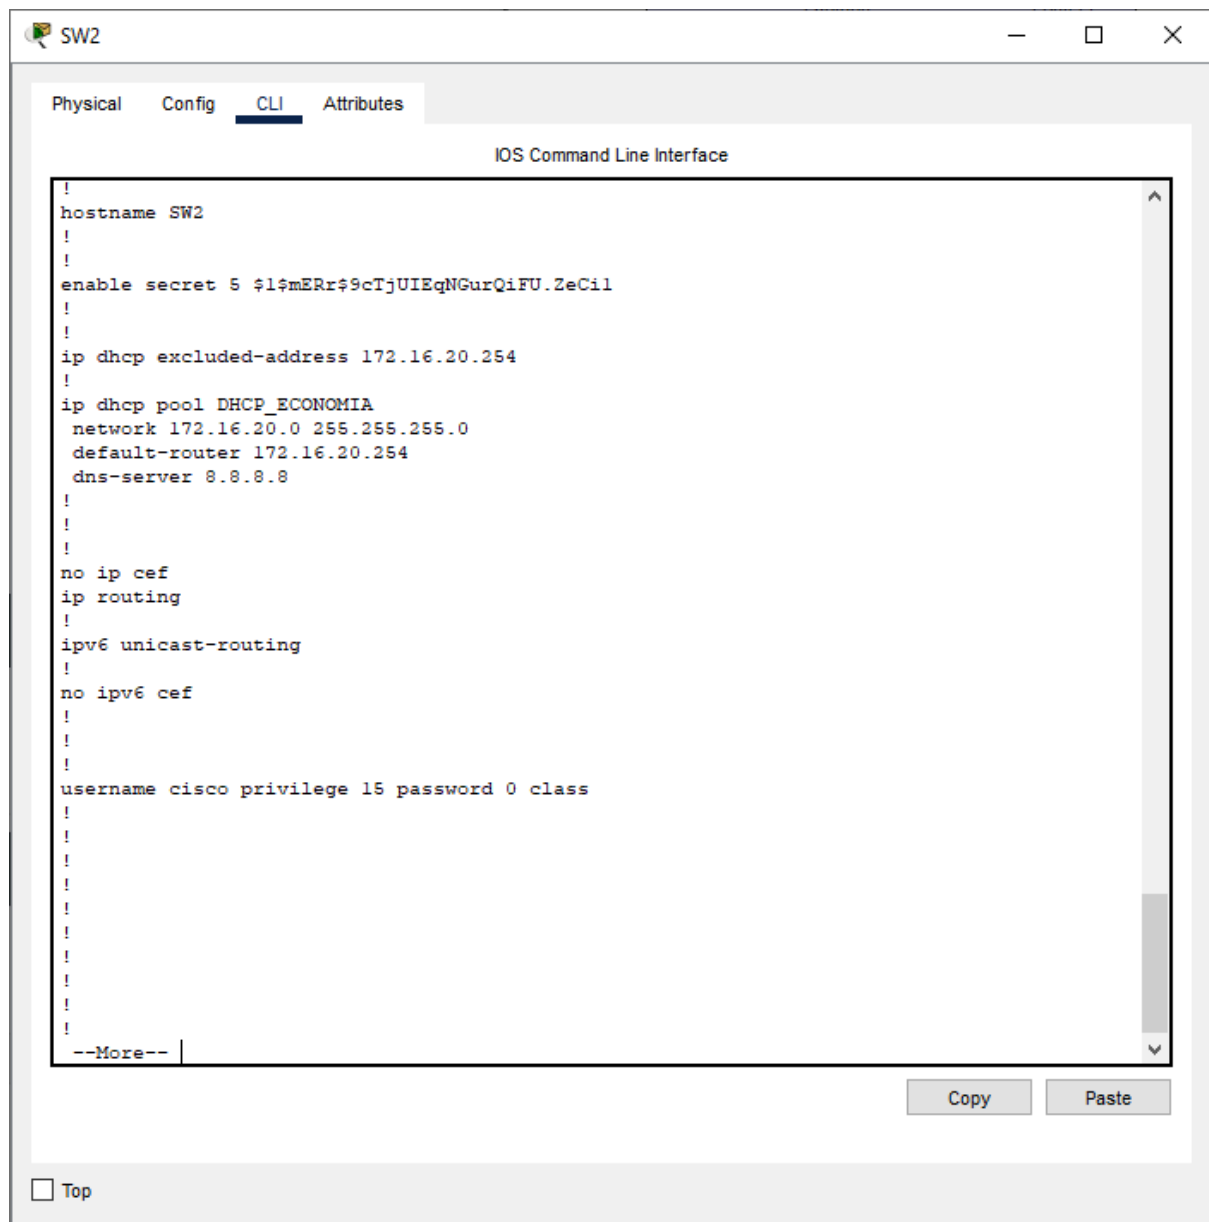 SW2
Physical Config CLI Attributes
IOS Command Line Interface
!
hostname SW2
!
!
enable secret 5 $1$mERr$9cTjUIEqNGurQiFU.ZeCi1
!
!
ip dhcp excluded-address 172.16.20.254
!
ip dhcp pool DHCP_ECONOMIA
 network 172.16.20.0 255.255.255.0
 default-router 172.16.20.254
 dns-server 8.8.8.8
!
!
!
no ip cef
ip routing
!
ipv6 unicast-routing
!
no ipv6 cef
!
!
!
username cisco privilege 15 password 0 class
!
!
!
!
!
!
!
!
!
!
 --More--
Copy Paste
Top